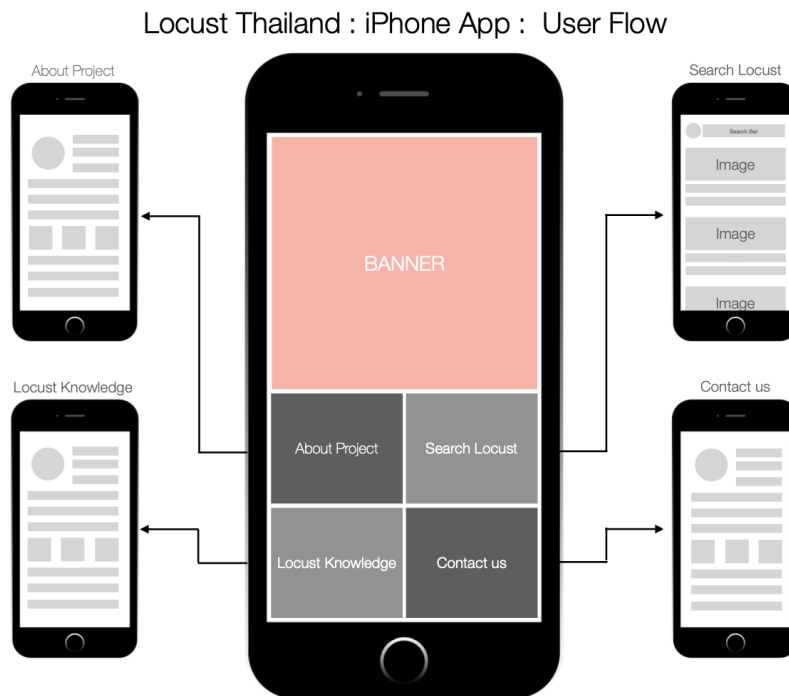 Locust Thailand : iPhone App :  User Flow
About Project
Search Locust
Search Bar
Image
Image
Image
BANNER
About Project
Search Locust
Locust Knowledge
Contact us
Locust Knowledge
Contact us